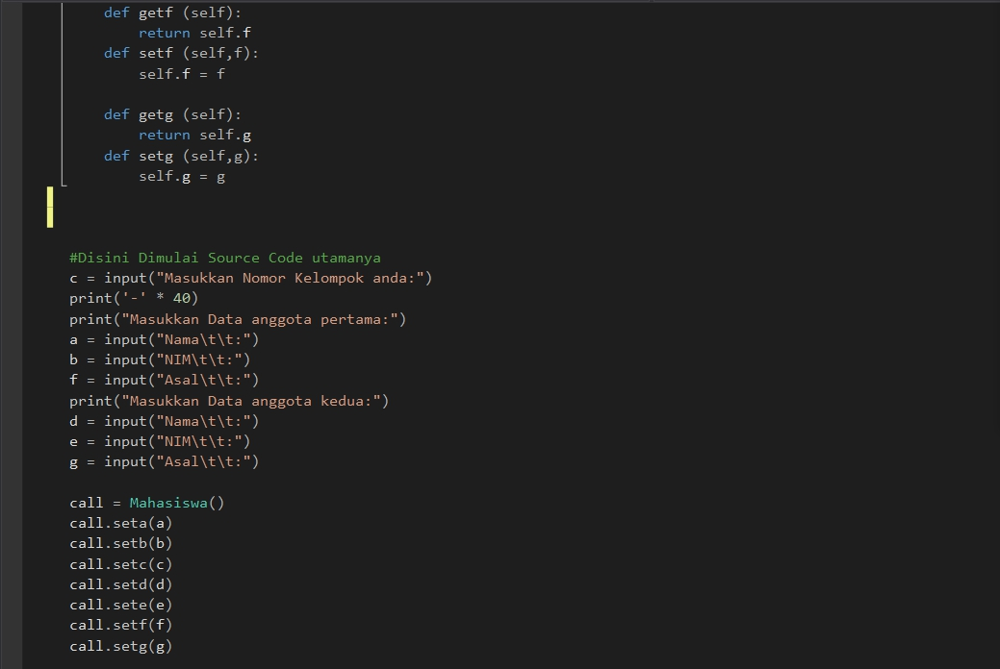 def getf (self):
return self.f
def setf (self,f):
self.f = f
def getg (self):
return self.g
def setg (self,g):
self.g = g
#Disini Dimulai Source Code utamanya
c = input("Masukkan Nomor Kelompok anda:")
print('-' * 40)
print("Masukkan Data anggota pertama:")
a = input("Nama\t\t:")
b = input("NIM\t\t:")
f = input("Asal\t\t:")
print("Masukkan Data anggota kedua:")
d = input("Nama\t\t:")
e = input("NIM\t\t:")
g = input("Asal\t\t:")
call = Mahasiswa()
call.seta(a)
call.setb(b)
call.setc(c)
call.setd(d)
call.sete(e)
call.setf(f)
call.setg(g)